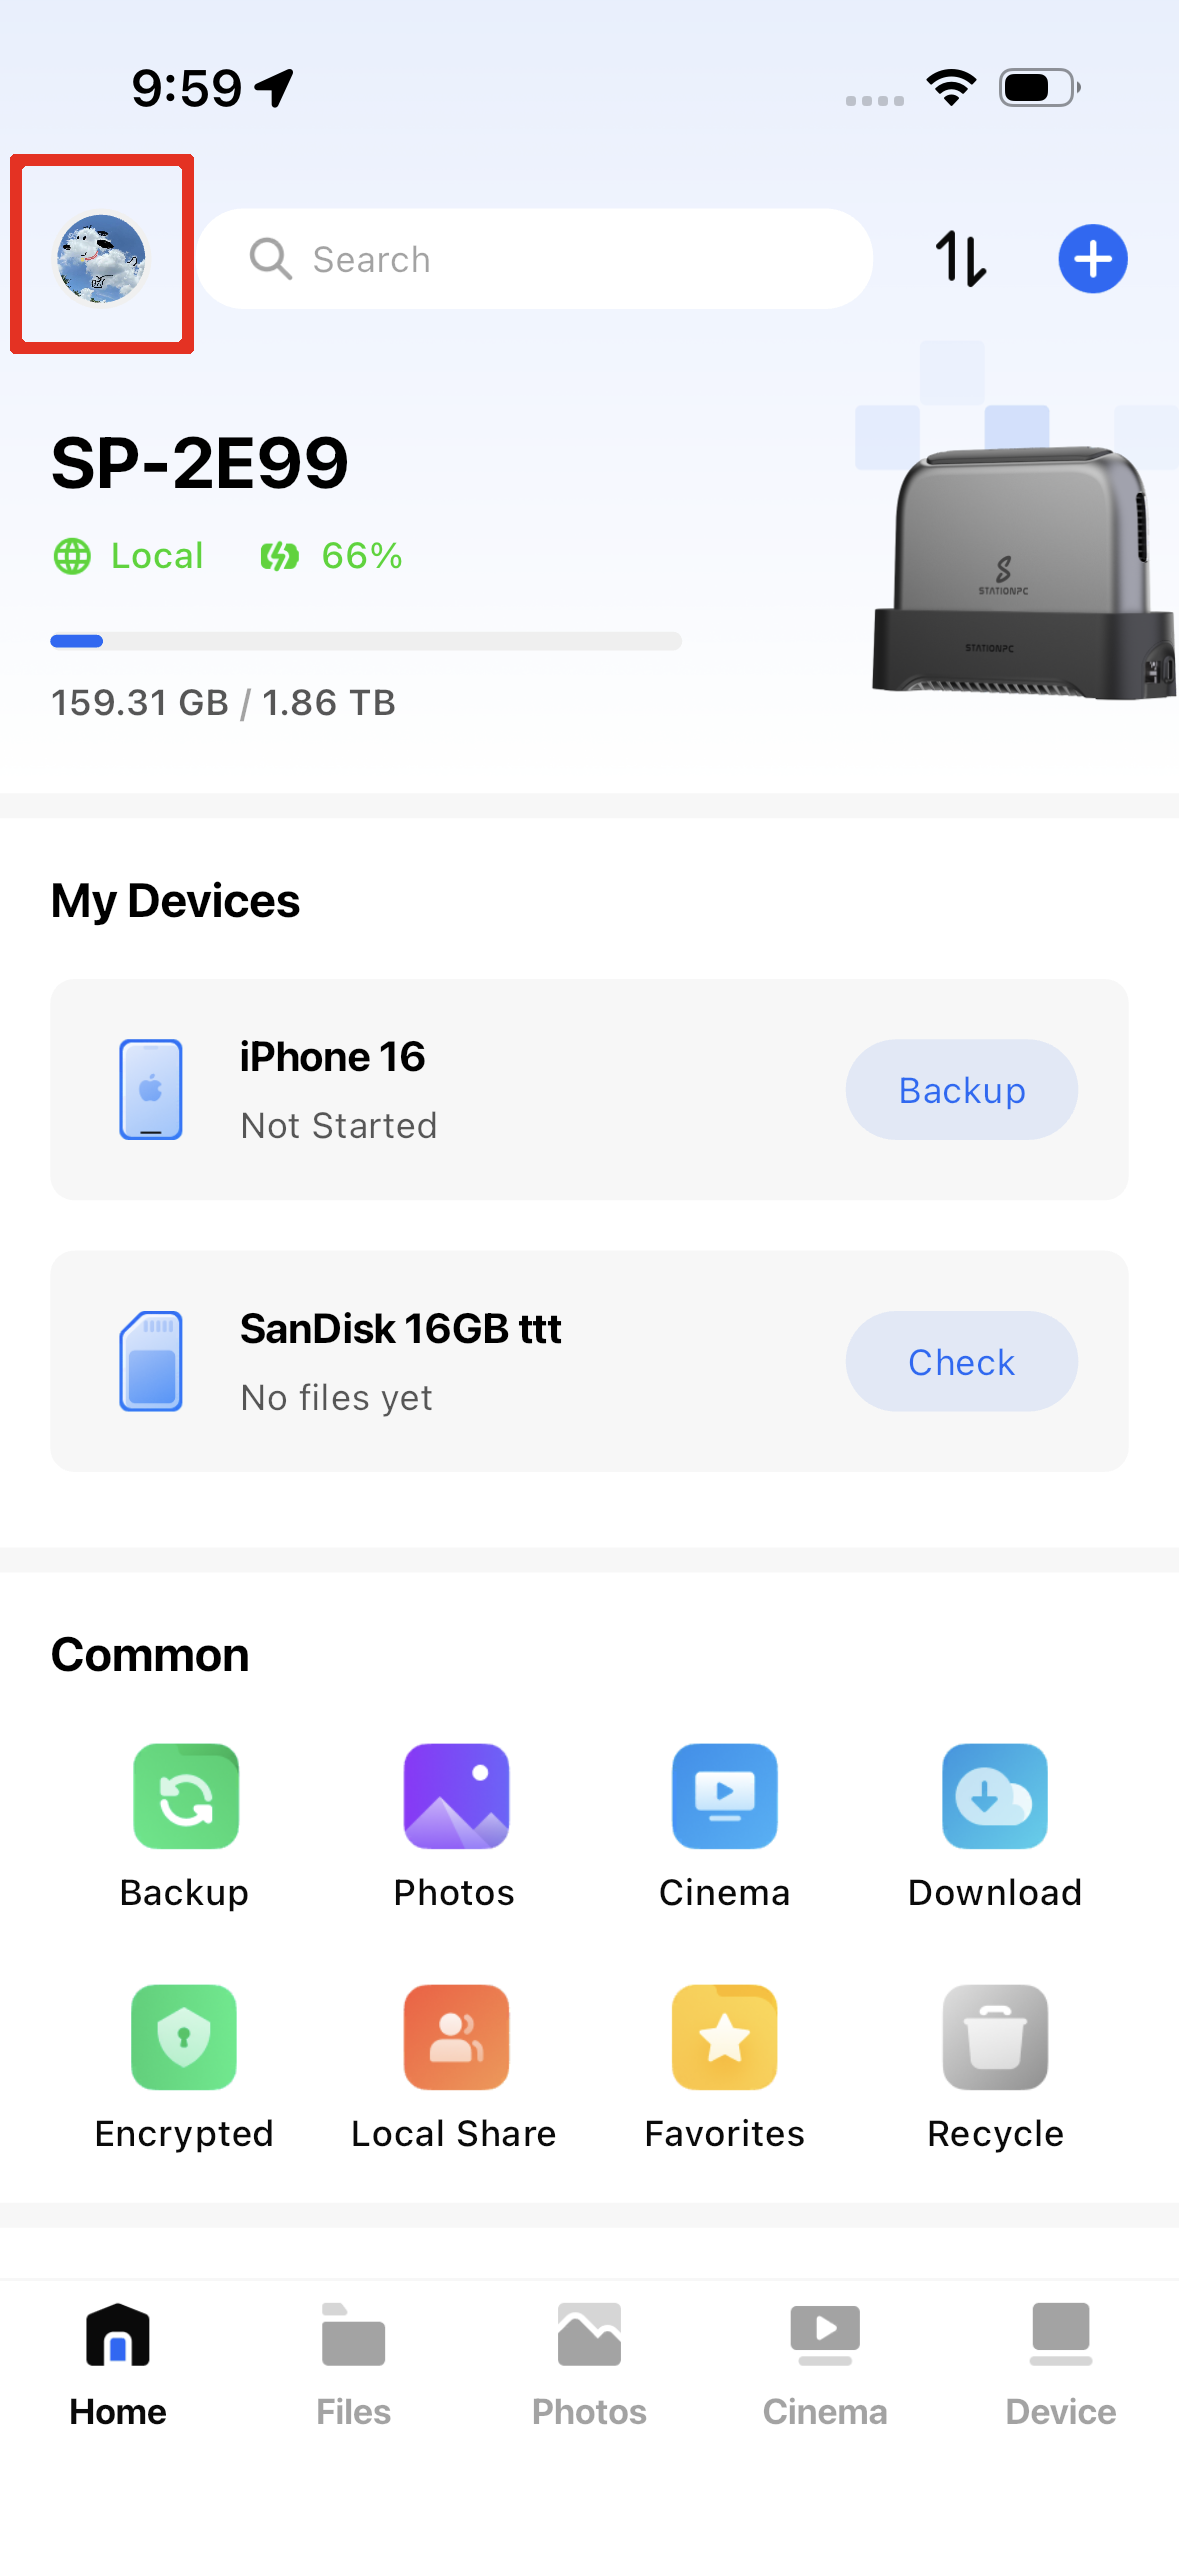 9:59
Search
SP-2E99
Local 66%
159.31 GB / 1.86 TB
STATIONPC
STATIONPC
My Devices
iPhone 16
Not Started
Backup
SanDisk 16GB ttt
No files yet
Check
Common
Backup Photos Cinema Download
Encrypted Local Share Favorites Recycle
Home Files Photos Cinema Device